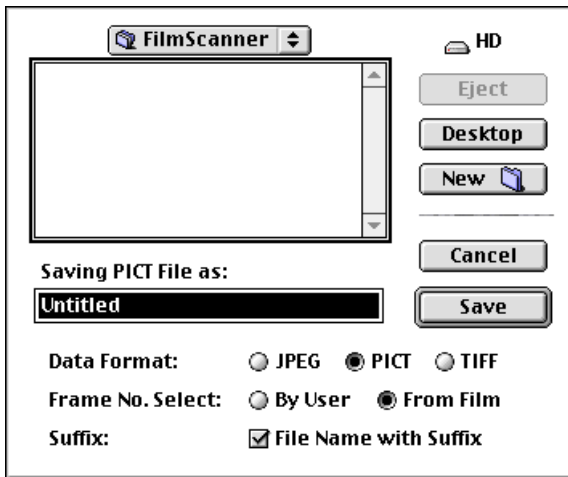 FilmScanner
HD
Eject
Desktop
New
Cancel
Saving PICT File as:
Untitled
Save
Data Format: JPEG PICT TIFF
Frame No. Select: By User From Film
Suffix: File Name with Suffix